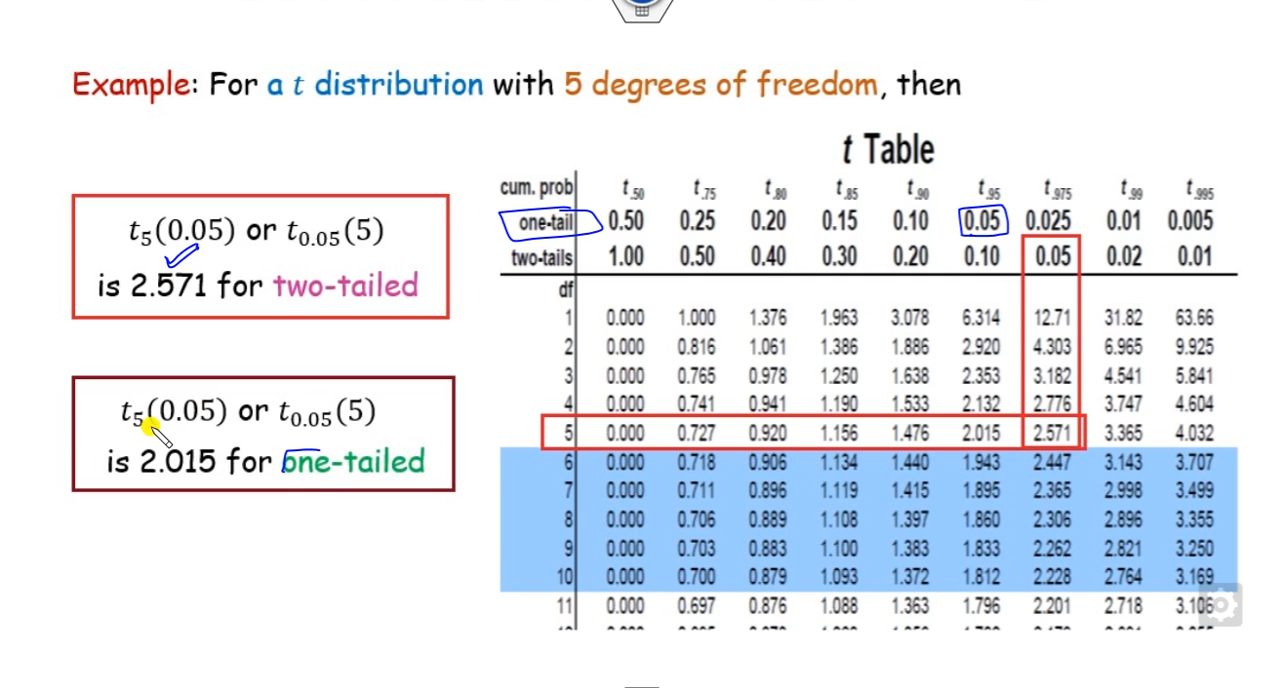 Example: For a t distribution with 5 degrees of freedom, then
t Table
cum. prob t.50 t.75 t.80 t.85 t.90 t.95 t.975 t.99 t.995
one-tail 0.50 0.25 0.20 0.15 0.10 0.05 0.025 0.01 0.005
two-tails 1.00 0.50 0.40 0.30 0.20 0.10 0.05 0.02 0.01
df
1 0.000 1.000 1.376 1.963 3.078 6.314 12.71 31.82 63.66
2 0.000 0.816 1.061 1.386 1.886 2.920 4.303 6.965 9.925
3 0.000 0.765 0.978 1.250 1.638 2.353 3.182 4.541 5.841
4 0.000 0.741 0.941 1.190 1.533 2.132 2.776 3.747 4.604
5 0.000 0.727 0.920 1.156 1.476 2.015 2.571 3.365 4.032
6 0.000 0.718 0.906 1.134 1.440 1.943 2.447 3.143 3.707
7 0.000 0.711 0.896 1.119 1.415 1.895 2.365 2.998 3.499
8 0.000 0.706 0.889 1.108 1.397 1.860 2.306 2.896 3.355
9 0.000 0.703 0.883 1.100 1.383 1.833 2.262 2.821 3.250
10 0.000 0.700 0.879 1.093 1.372 1.812 2.228 2.764 3.169
11 0.000 0.697 0.876 1.088 1.363 1.796 2.201 2.718 3.106
t₅(0.05) or t₀.₀₅(5)
is 2.571 for two-tailed
t₅(0.05) or t₀.₀₅(5)
is 2.015 for one-tailed